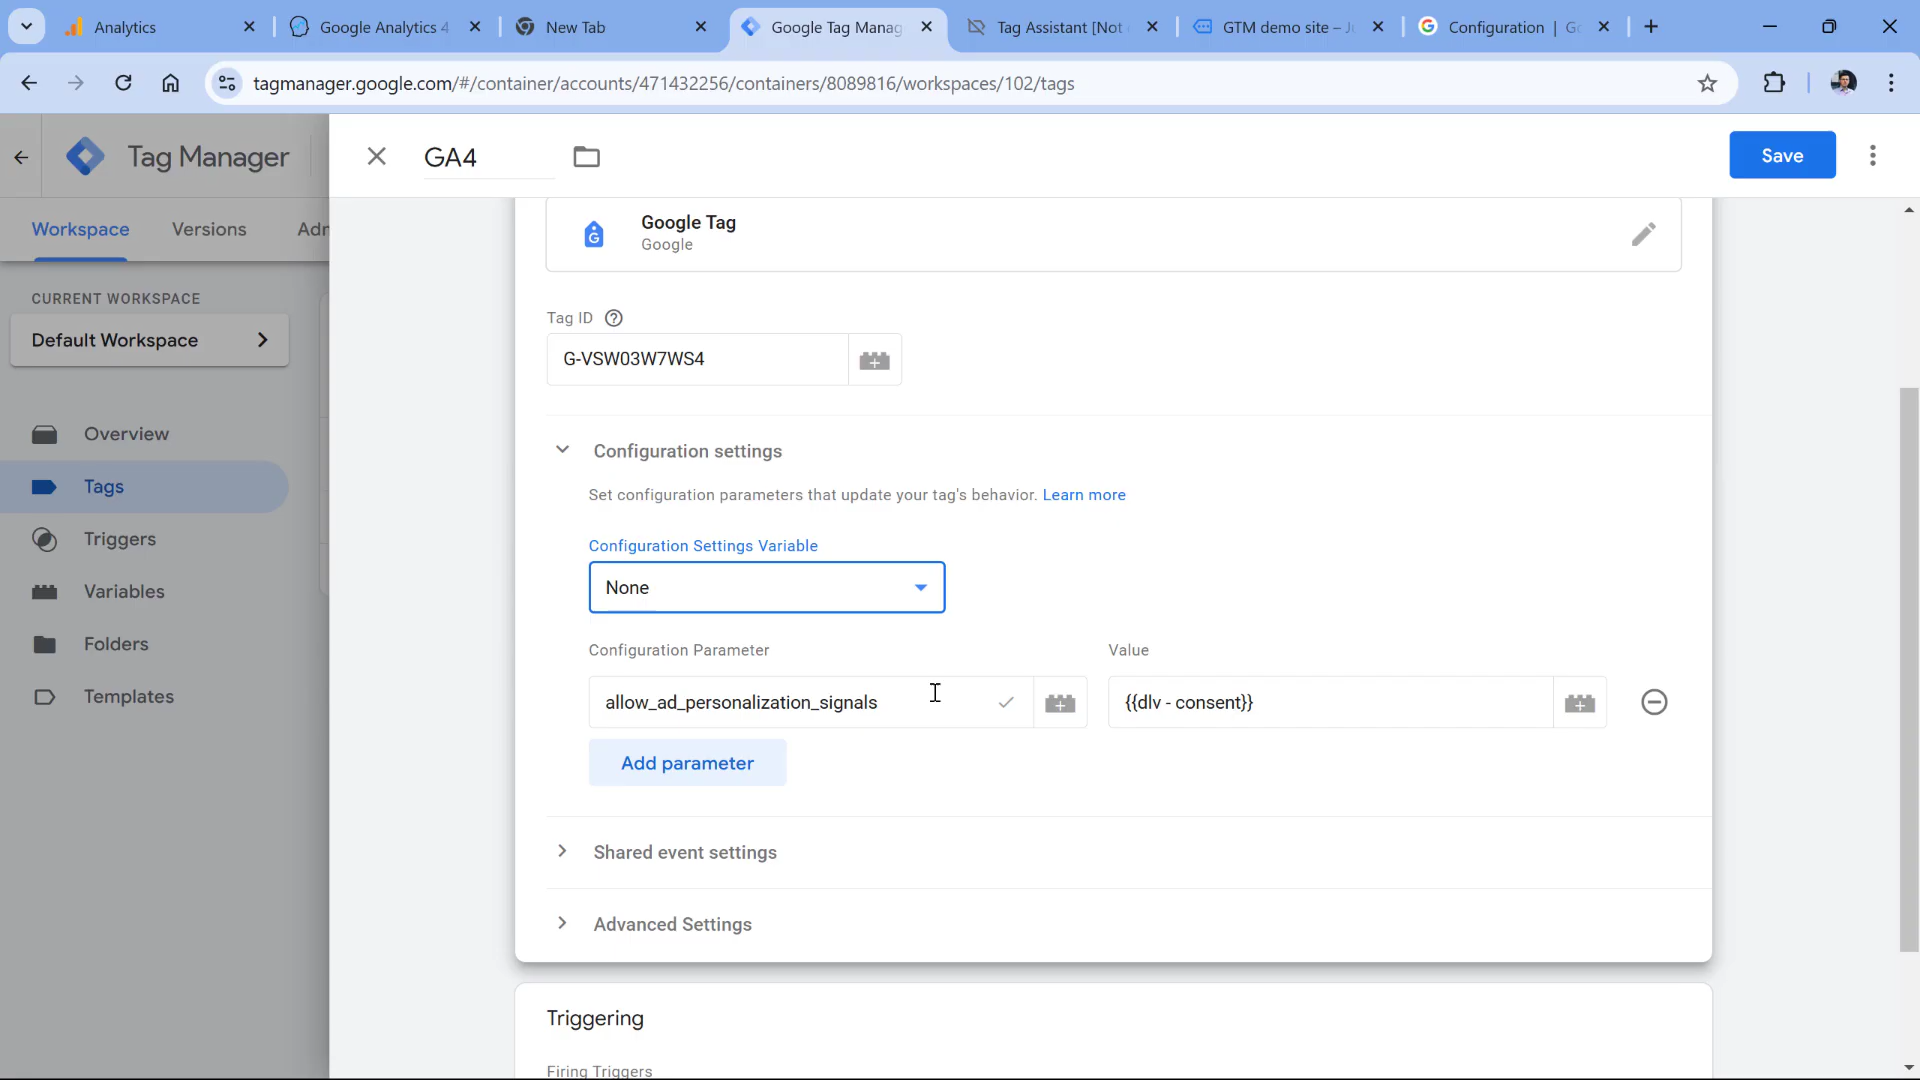 Analytics
Google Analytics 4
New Tab
Google Tag Manag
Tag Assistant [Not
GTM demo site –
Configuration | Go
tagmanager.google.com/#/container/accounts/471432256/containers/8089816/workspaces/102/tags
Tag Manager
GA4
Save
Workspace
Versions
Adm
Google Tag
Google
CURRENT WORKSPACE
Default Workspace
Tag ID
G-VSW03W7WS4
Overview
Tags
Triggers
Variables
Folders
Templates
Configuration settings
Set configuration parameters that update your tag's behavior. Learn more
Configuration Settings Variable
None
Configuration Parameter
Value
allow_ad_personalization_signals
{{dlv - consent}}
Add parameter
Shared event settings
Advanced Settings
Triggering
Firing Triggers